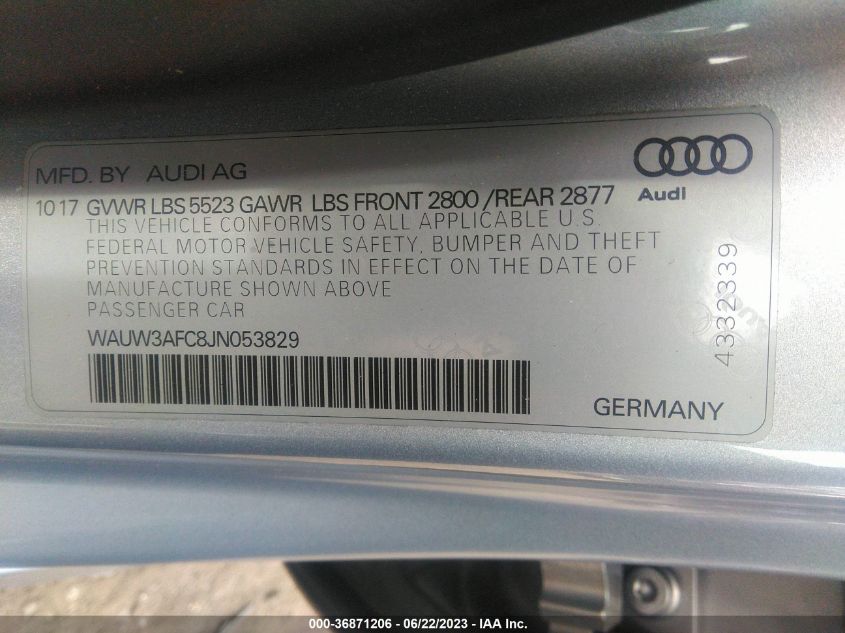 MFD. BY AUDI AG
Audi
10 17 GVWR LBS 5523 GAWR LBS FRONT 2800 /REAR 2877
THIS VEHICLE CONFORMS TO ALL APPLICABLE U.S.
FEDERAL MOTOR VEHICLE SAFETY, BUMPER AND THEFT
PREVENTION STANDARDS IN EFFECT ON THE DATE OF
MANUFACTURE SHOWN ABOVE
PASSENGER CAR
WAUW3AFC8JN053829
4332339
GERMANY
000-36871206 - 06/22/2023 - IAA Inc.